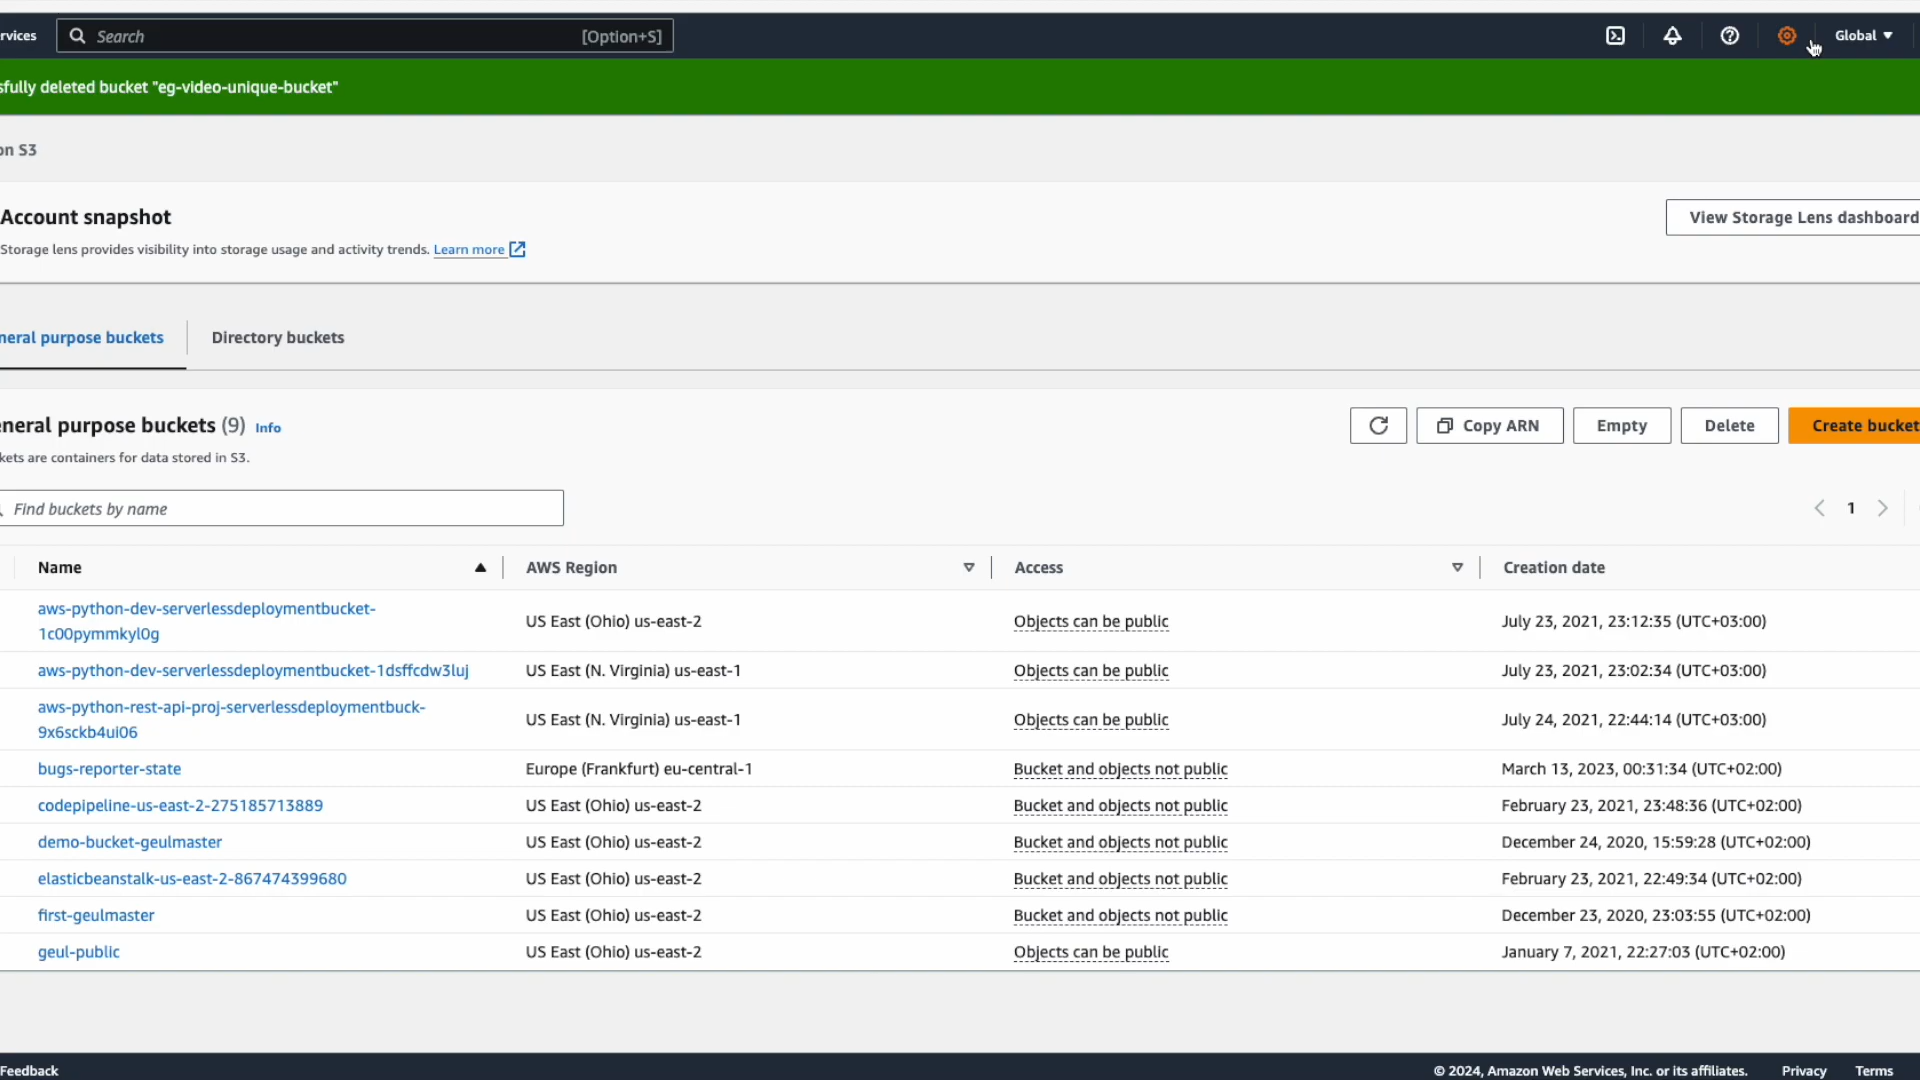 rvices Search [Option+S] Global
sfully deleted bucket "eg-video-unique-bucket"
on S3
Account snapshot View Storage Lens dashboard
Storage lens provides visibility into storage usage and activity trends. Learn more
neral purpose buckets Directory buckets
eneral purpose buckets (9) Info Copy ARN Empty Delete Create bucket
kets are containers for data stored in S3.
Find buckets by name 1
Name AWS Region Access Creation date
aws-python-dev-serverlessdeploymentbucket-
1c00pymmkyl0g US East (Ohio) us-east-2 Objects can be public July 23, 2021, 23:12:35 (UTC+03:00)
aws-python-dev-serverlessdeploymentbucket-1dsffcdw3luj US East (N. Virginia) us-east-1 Objects can be public July 23, 2021, 23:02:34 (UTC+03:00)
aws-python-rest-api-proj-serverlessdeploymentbuck-
9x6sckb4ui06 US East (N. Virginia) us-east-1 Objects can be public July 24, 2021, 22:44:14 (UTC+03:00)
bugs-reporter-state Europe (Frankfurt) eu-central-1 Bucket and objects not public March 13, 2023, 00:31:34 (UTC+02:00)
codepipeline-us-east-2-275185713889 US East (Ohio) us-east-2 Bucket and objects not public February 23, 2021, 23:48:36 (UTC+02:00)
demo-bucket-geulmaster US East (Ohio) us-east-2 Bucket and objects not public December 24, 2020, 15:59:28 (UTC+02:00)
elasticbeanstalk-us-east-2-867474399680 US East (Ohio) us-east-2 Bucket and objects not public February 23, 2021, 22:49:34 (UTC+02:00)
first-geulmaster US East (Ohio) us-east-2 Bucket and objects not public December 23, 2020, 23:03:55 (UTC+02:00)
geul-public US East (Ohio) us-east-2 Objects can be public January 7, 2021, 22:27:03 (UTC+02:00)
Feedback © 2024, Amazon Web Services, Inc. or its affiliates. Privacy Terms